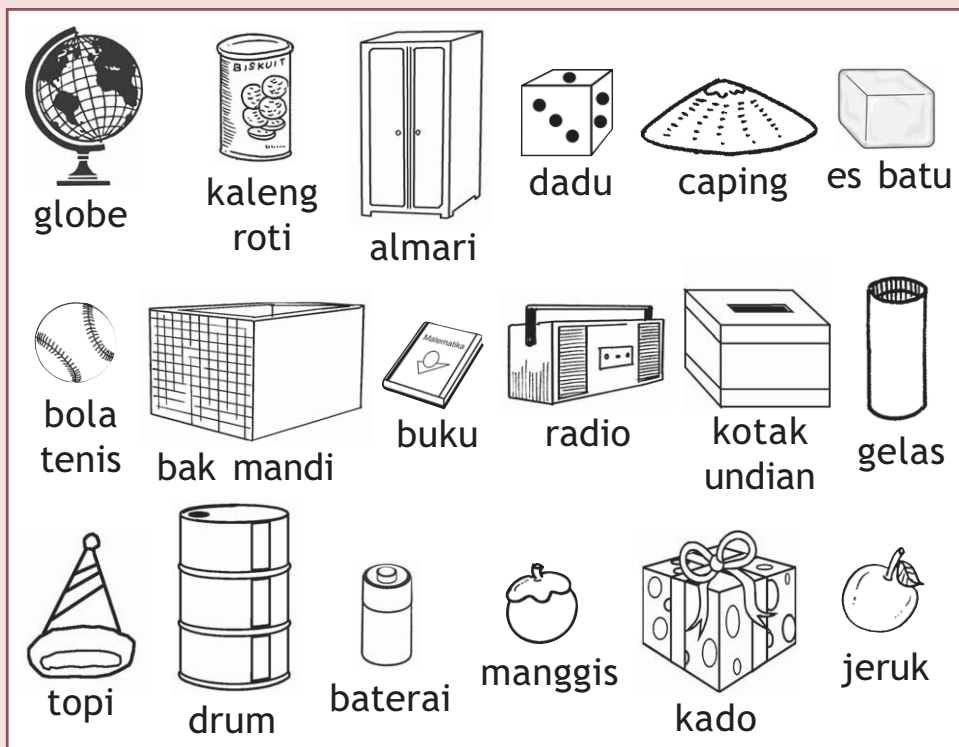 BISKUIT
globe
kaleng
roti
almari
dadu
caping
es batu
Matematika
bola
tenis
bak mandi
buku
radio
kotak
undian
gelas
topi
drum
baterai
manggis
kado
jeruk